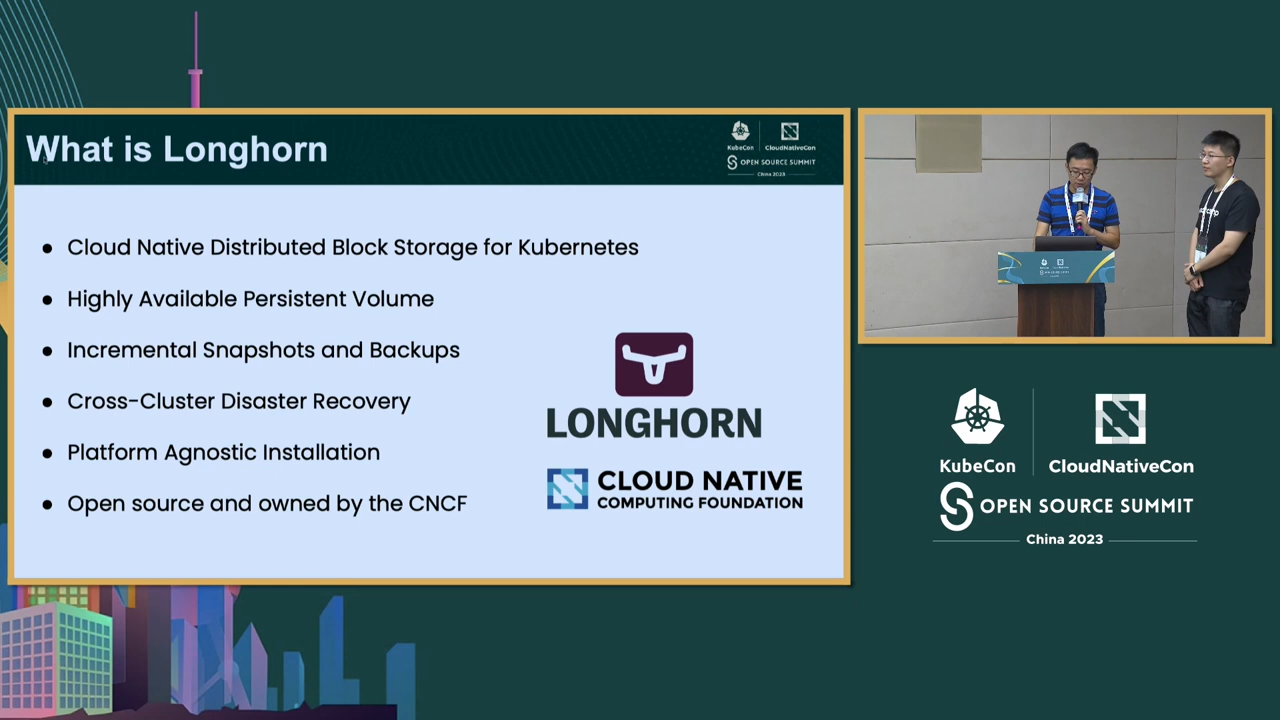 What is Longhorn
KubeCon
CloudNativeCon
OPEN SOURCE SUMMIT
China 2023
• Cloud Native Distributed Block Storage for Kubernetes
• Highly Available Persistent Volume
• Incremental Snapshots and Backups
• Cross-Cluster Disaster Recovery
• Platform Agnostic Installation
• Open source and owned by the CNCF
LONGHORN
CLOUD NATIVE
COMPUTING FOUNDATION
KubeCon
CloudNativeCon
OPEN SOURCE SUMMIT
China 2023